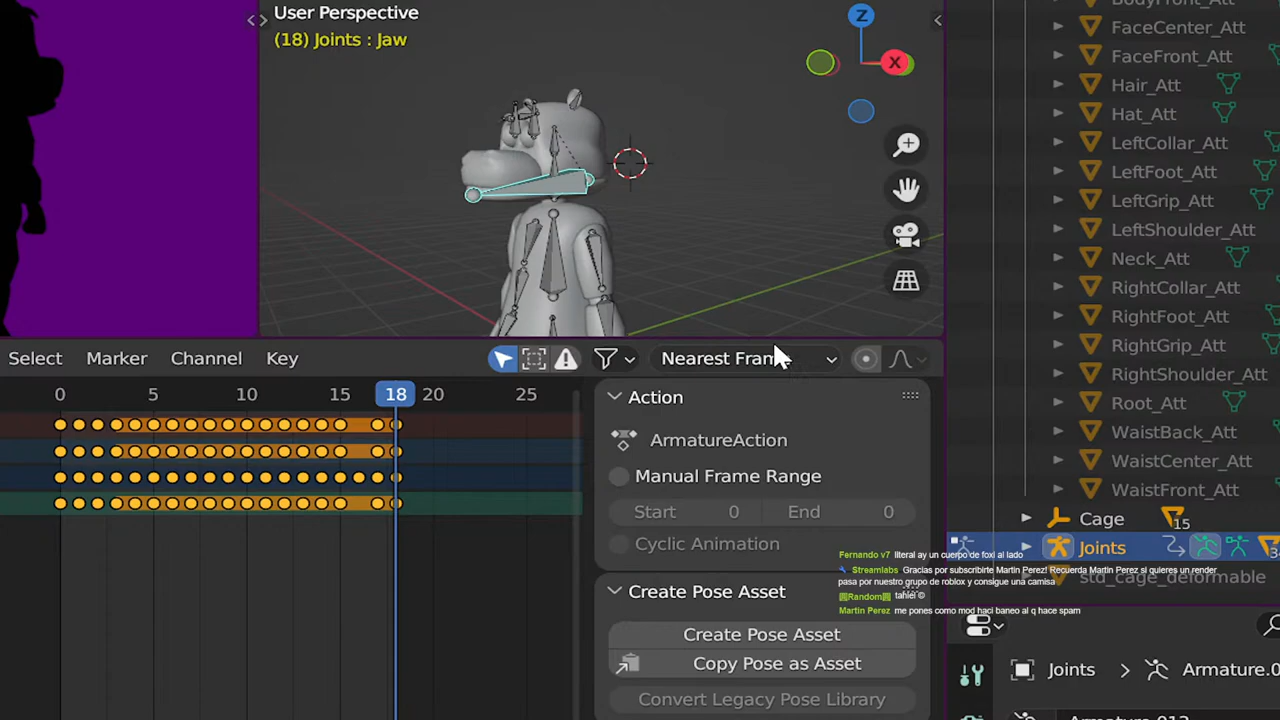 User Perspective
(18) Joints : Jaw
Z
X
BodyFront_Att
FaceCenter_Att
FaceFront_Att
Hair_Att
Hat_Att
LeftCollar_Att
LeftFoot_Att
LeftGrip_Att
LeftShoulder_Att
Neck_Att
RightCollar_Att
RightFoot_Att
RightGrip_Att
RightShoulder_Att
Root_Att
WaistBack_Att
WaistCenter_Att
WaistFront_Att
Cage 15
Joints
std_cage_deformable
Select Marker Channel Key Nearest Frame
0 5 10 15 18 20 25
Action
ArmatureAction
Manual Frame Range
Start 0 End 0
Cyclic Animation
Create Pose Asset
Create Pose Asset
Copy Pose as Asset
Convert Legacy Pose Library
Fernando v7 literal ay un cuerpo de foxi al lado
Streamlabs Gracias por subscribirte Martin Perez! Recuerda Martin Perez si quieres un render
pasa por nuestro grupo de roblox y consigue una camisa
Martin Perez me pones como mod haci baneo al q hace spam
Joints > Armature.0